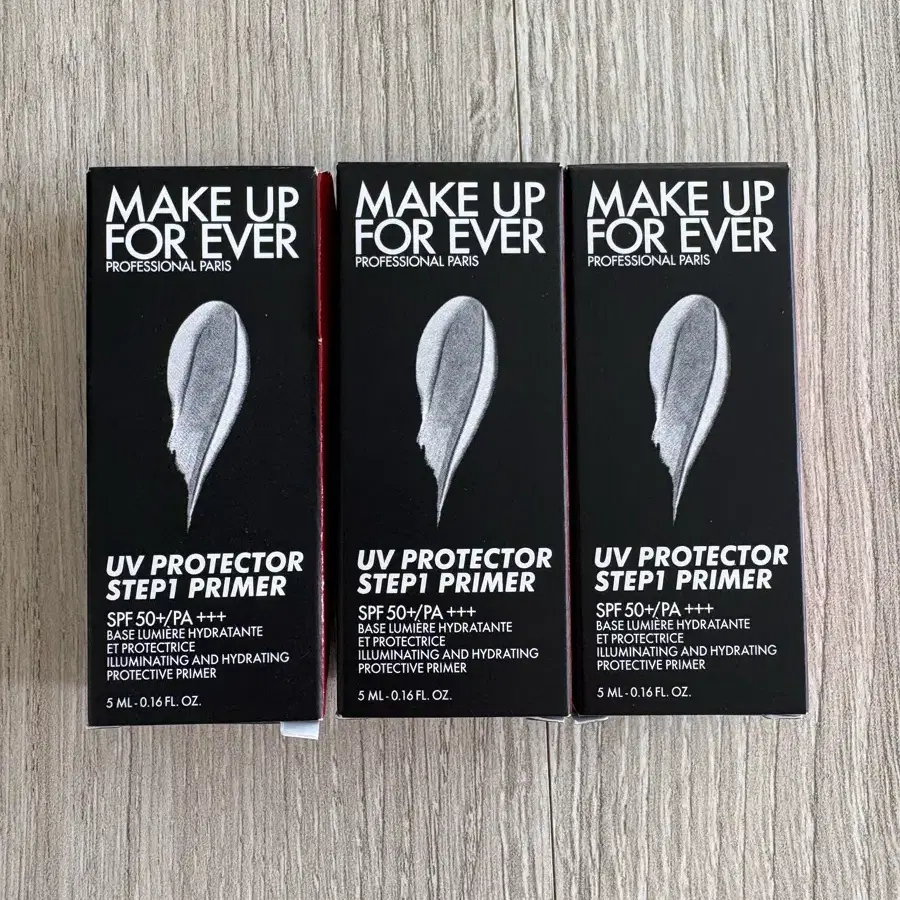 MAKE UP
FOR EVER
PROFESSIONAL PARIS
UV PROTECTOR
STEP1 PRIMER
SPF 50+/PA +++
BASE LUMIÈRE HYDRATANTE
ET PROTECTRICE
ILLUMINATING AND HYDRATING
PROTECTIVE PRIMER
5 ML - 0.16 FL. OZ.
MAKE UP
FOR EVER
PROFESSIONAL PARIS
UV PROTECTOR
STEP1 PRIMER
SPF 50+/PA +++
BASE LUMIÈRE HYDRATANTE
ET PROTECTRICE
ILLUMINATING AND HYDRATING
PROTECTIVE PRIMER
5 ML - 0.16 FL. OZ.
MAKE UP
FOR EVER
PROFESSIONAL PARIS
UV PROTECTOR
STEP1 PRIMER
SPF 50+/PA +++
BASE LUMIÈRE HYDRATANTE
ET PROTECTRICE
ILLUMINATING AND HYDRATING
PROTECTIVE PRIMER
5 ML - 0.16 FL. OZ.